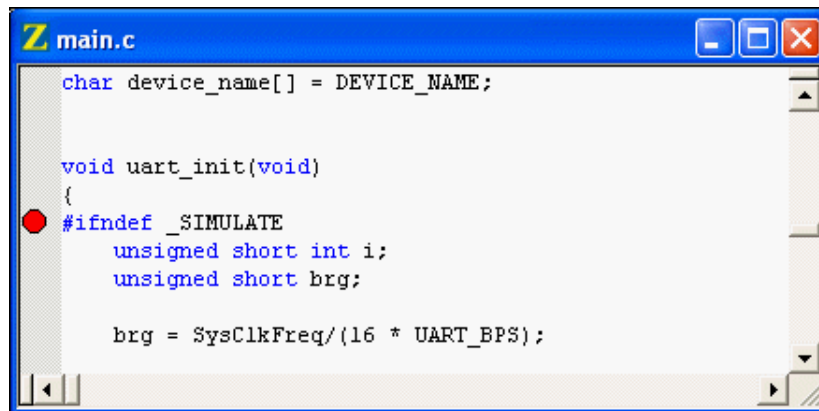 Z main.c
char device_name[] = DEVICE_NAME;
void uart_init(void)
{
#ifndef _SIMULATE
unsigned short int i;
unsigned short brg;
brg = SysClkFreq/(16 * UART_BPS);